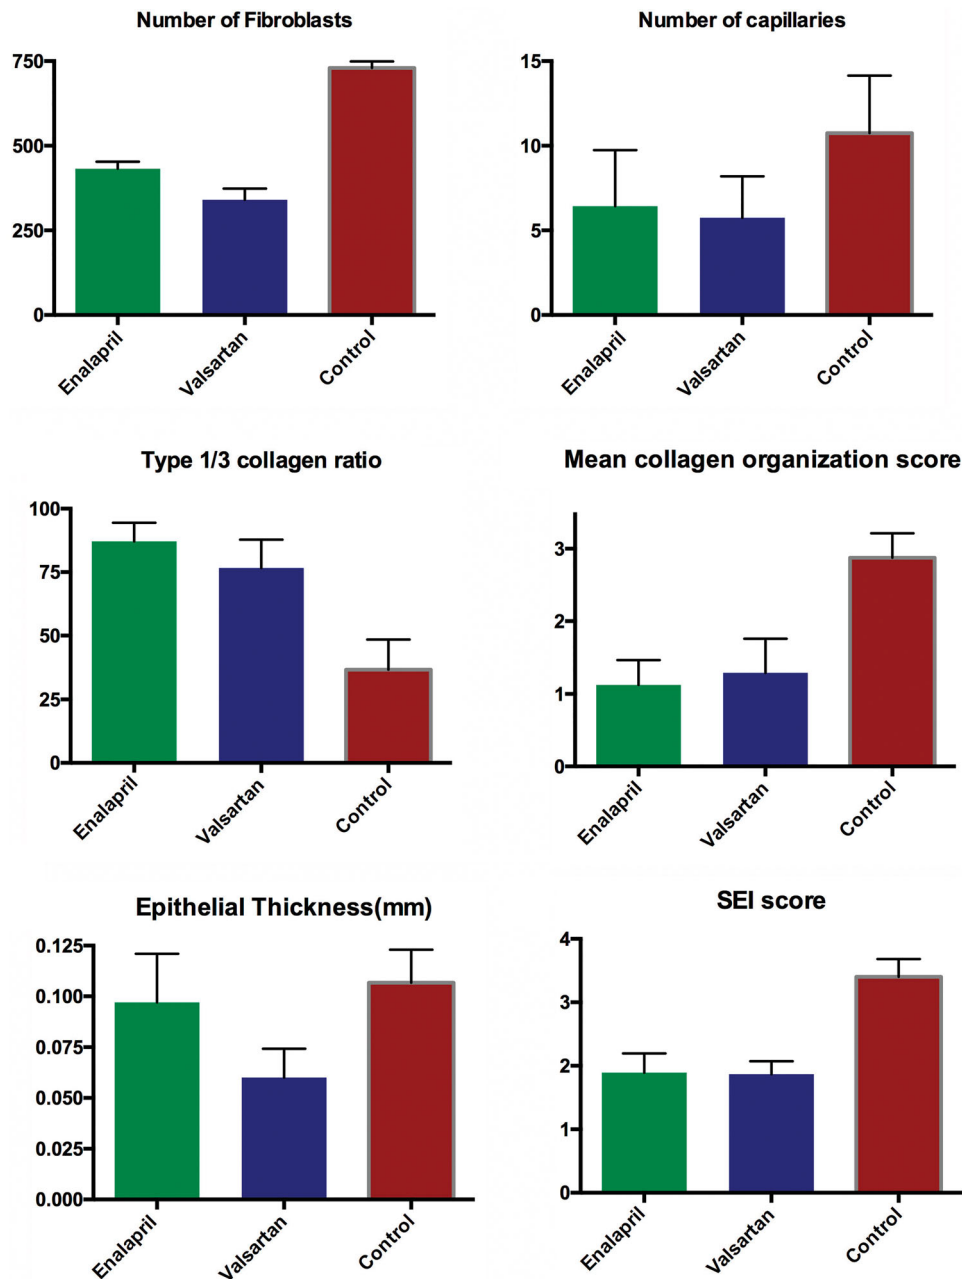 Number of Fibroblasts
750
500
250
0
Enalapril
Valsartan
Control
Number of capillaries
15
10
5
0
Enalapril
Valsartan
Control
Type 1/3 collagen ratio
100
75
50
25
0
Enalapril
Valsartan
Control
Mean collagen organization score
3
2
1
0
Enalapril
Valsartan
Control
Epithelial Thickness(mm)
0.125
0.100
0.075
0.050
0.025
0.000
Enalapril
Valsartan
Control
SEI score
4
3
2
1
0
Enalapril
Valsartan
Control